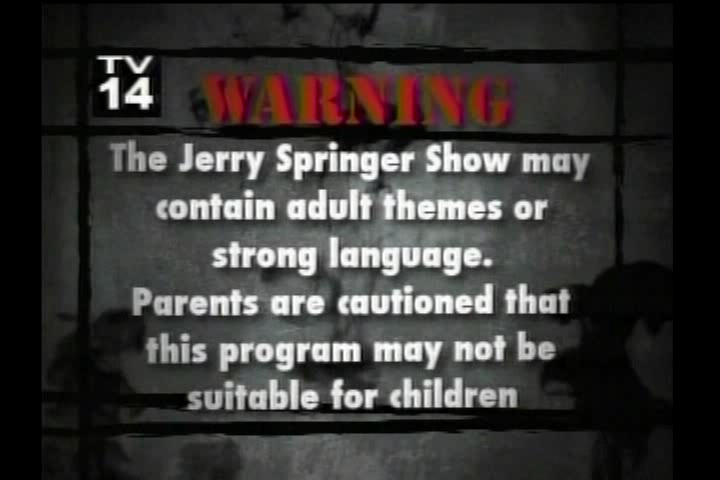 TV
14
WARNING
The Jerry Springer Show may
contain adult themes or
strong language.
Parents are cautioned that
this program may not be
suitable for children